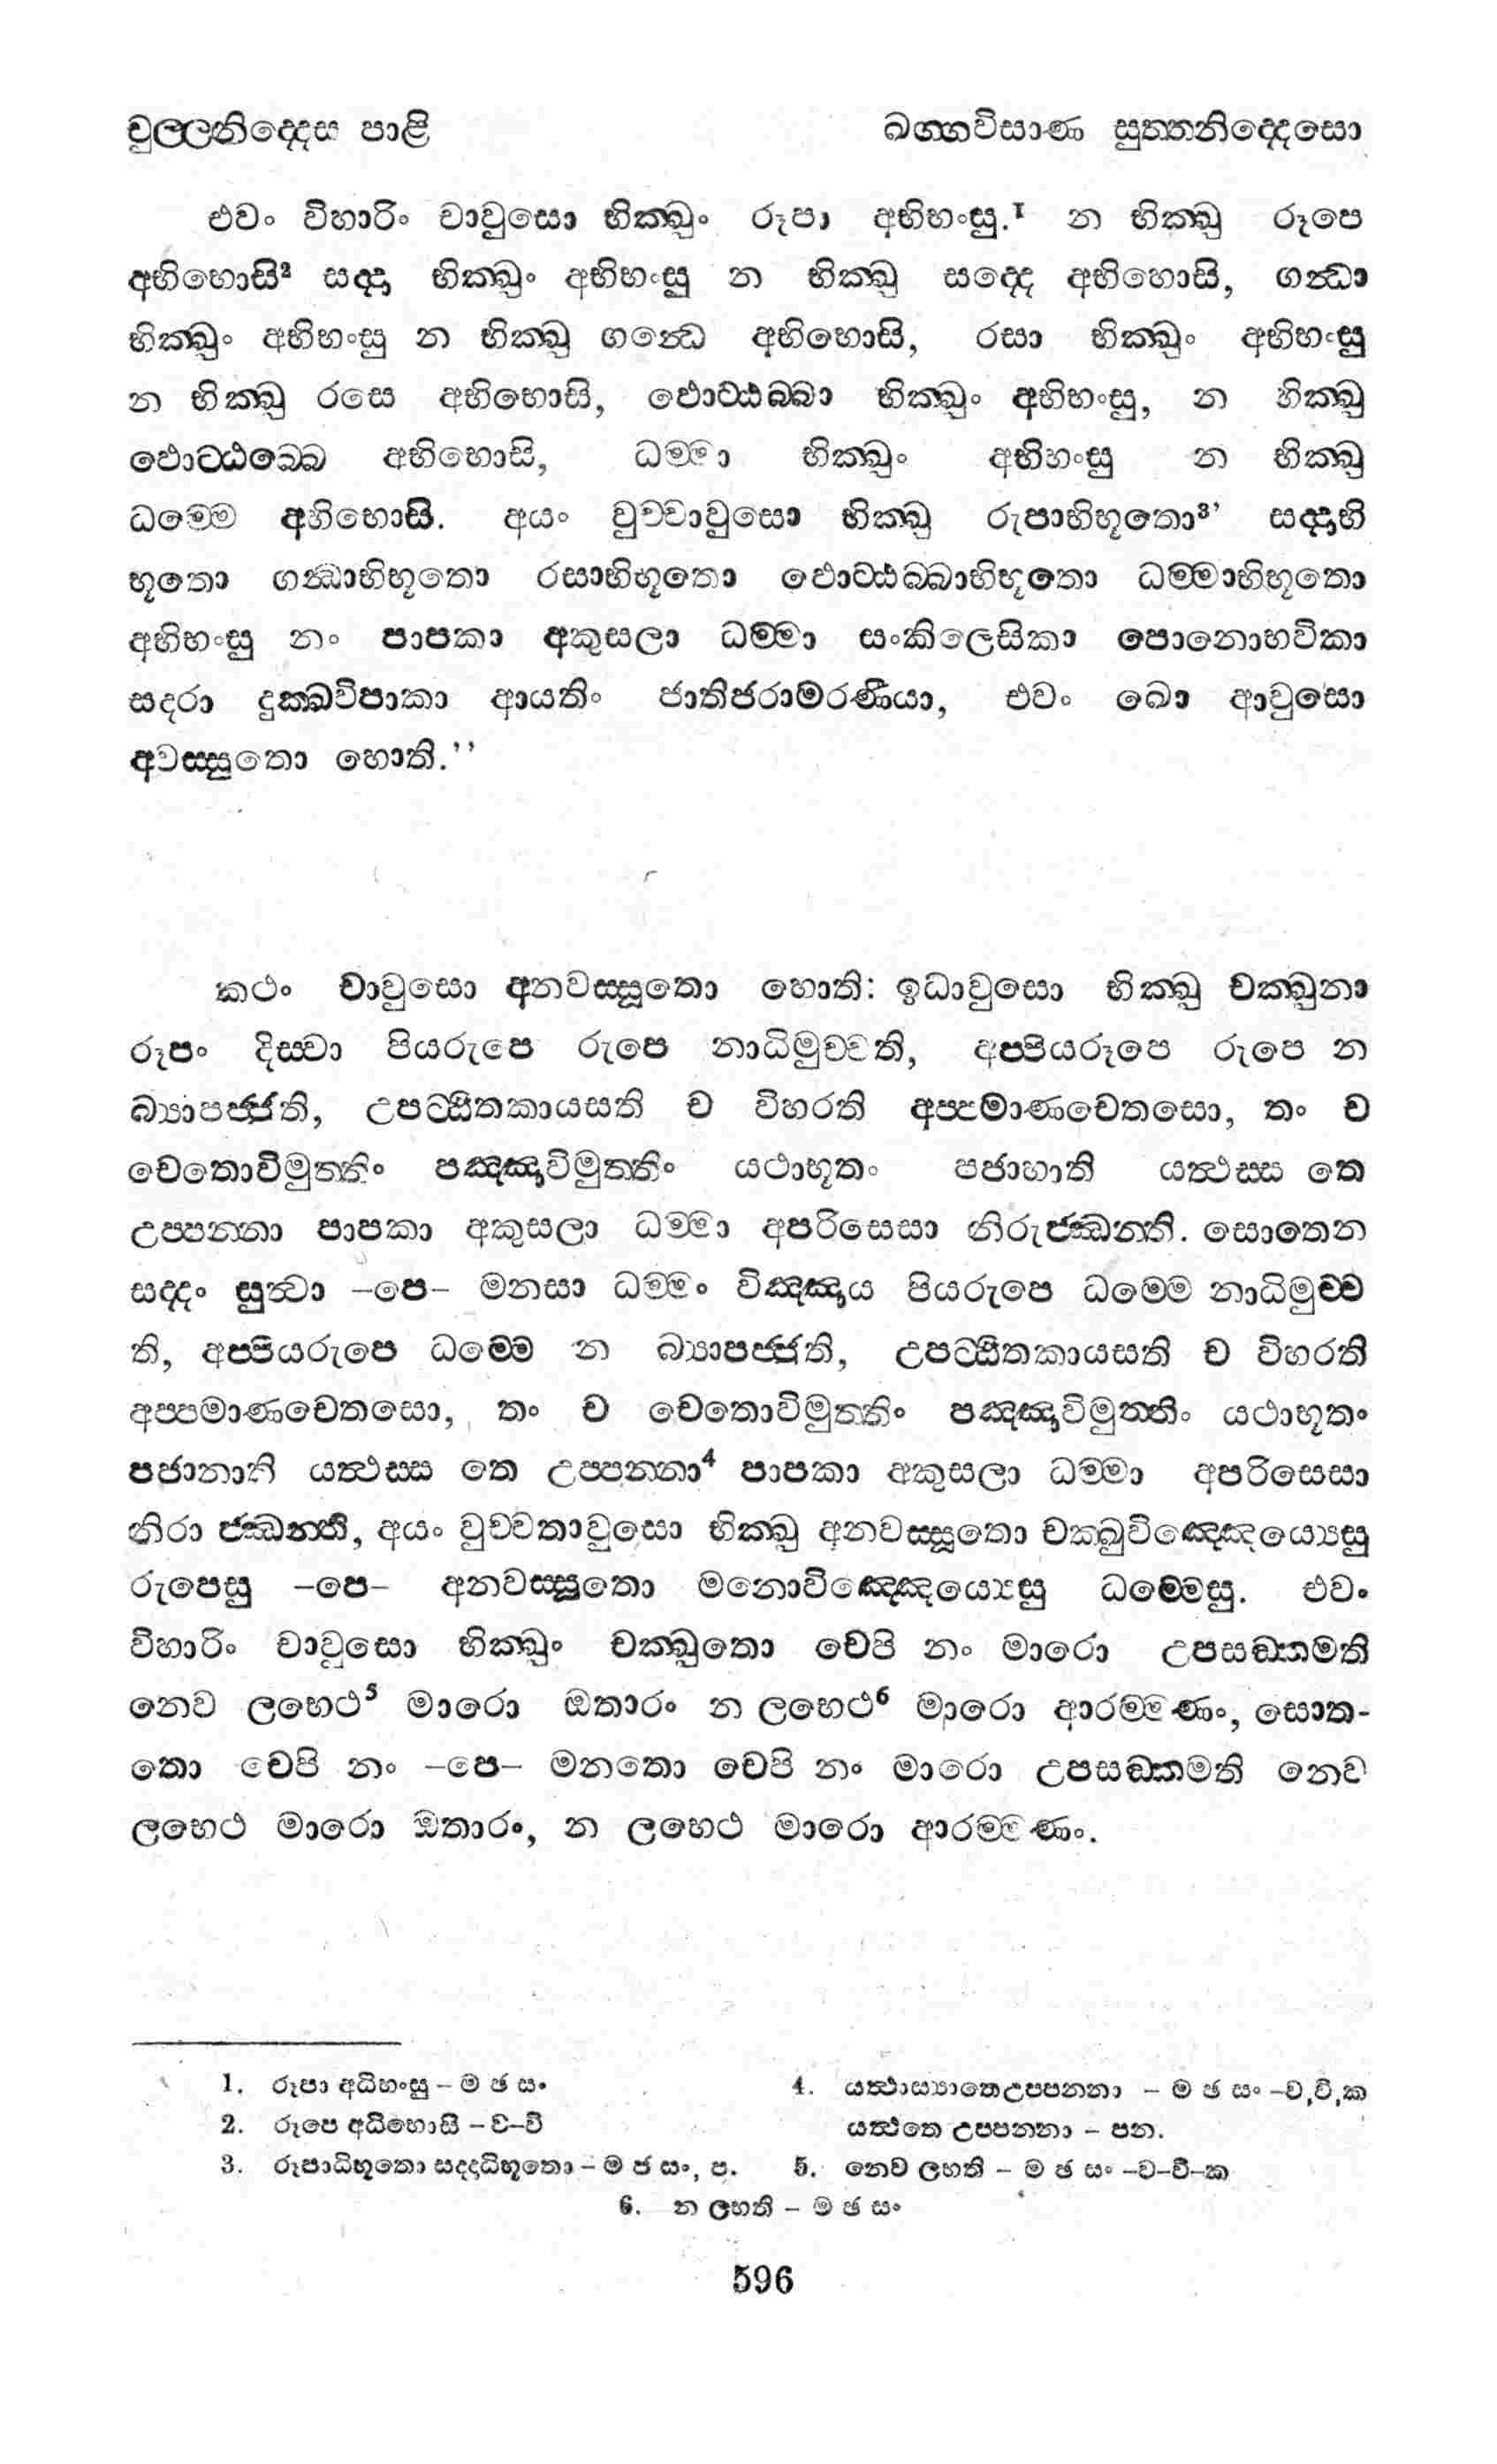 චුල්ලනිද්දෙස පාළි ඛග්ගවිසාණ සුත්තනිද්දෙසො
එවං විහාරිං චාවුසො භික්ඛුං රූපා අභිභංසු.¹ න භික්ඛු රූපෙ
අභිභොසි² සද්දා භික්ඛුං අභිභංසු න භික්ඛු සද්දෙ අභිභොසි, ගන්ධා
භික්ඛුං අභිභංසු න භික්ඛු ගන්ධෙ අභිභොසි, රසා භික්ඛුං අභිභංසු
න භික්ඛු රසෙ අභිභොසි, ඵොට්ඨබ්බා භික්ඛුං අභිභංසු, න භික්ඛු
ඵොට්ඨබ්බෙ අභිභොසි, ධම්මා භික්ඛුං අභිභංසු න භික්ඛු
ධම්මෙ අභිභොසි. අයං වුච්චාවුසො භික්ඛු රූපාභිභූතො³’ සද්දාභි
භූතො ගන්ධාභිභූතො රසාභිභූතො ඵොට්ඨබ්බාභිභූතො ධම්මාභිභූතො
අභිභංසු නං පාපකා අකුසලා ධම්මා සංකිලෙසිකා පොනොභවිකා
සදරා දුක්ඛවිපාකා ආයතිං ජාතිජරාමරණීයා, එවං ඛො ආවුසො
අවස්සුතො හොති.’’
කථං චාවුසො අනවස්සුතො හොති: ඉධාවුසො භික්ඛු චක්ඛුනා
රූපං දිස්වා පියරූපෙ රූපෙ නාධිමුච්චති, අප්පියරූපෙ රූපෙ න
බ්‍යාපජ්ජති, උපට්ඨිතකායසති ච විහරති අප්පමාණචෙතසො, තං ච
චෙතොවිමුත්තිං පඤ්ඤාවිමුත්තිං යථාභූතං පජාහාති යත්ථස්ස තෙ
උප්පන්නා පාපකා අකුසලා ධම්මා අපරිසෙසා නිරුජ්ඣන්ති. සොතෙන
සද්දං සුත්වා –පෙ– මනසා ධම්මං විඤ්ඤාය පියරූපෙ ධම්මෙ නාධිමුච්ච
ති, අප්පියරූපෙ ධම්මෙ න බ්‍යාපජ්ජති, උපට්ඨිතකායසති ච විහරති
අප්පමාණචෙතසො, තං ච චෙතොවිමුත්තිං පඤ්ඤාවිමුත්තිං යථාභූතං
පජානාති යත්ථස්ස තෙ උප්පන්නා⁴ පාපකා අකුසලා ධම්මා අපරිසෙසා
නිරා ජ්ඣන්ති, අයං වුච්චතාවුසො භික්ඛු අනවස්සුතො චක්ඛුවිඤ්ඤෙය්‍යෙසු
රූපෙසු –පෙ– අනවස්සුතො මනොවිඤ්ඤෙය්‍යෙසු ධම්මෙසු. එවං
විහාරිං චාවුසො භික්ඛුං චක්ඛුතො චෙපි නං මාරො උපසඞ්කමති
නෙව ලභෙථ⁵ මාරො ඔතාරං න ලභෙථ⁶ මාරො ආරම්මණං, සොත-
තො චෙපි නං –පෙ– මනතො චෙපි නං මාරො උපසඞ්කමති නෙව
ලභෙථ මාරො ඔතාරං, න ලභෙථ මාරො ආරම්මණං.
1. රූපා අධිභංසු – ම ඡ සං
2. රූපෙ අධිභොසි – ව–වි
3. රූපාධිභූතො සද්දාධිභූතො – ම ජ සං, ප.
4. යත්ථාස්‍යාතෙඋප්පන්නා – ම ඡ සං –ව,වි,ක
යත්ථතෙ උප්පන්නා – පන.
5. නෙව ලභති – ම ඡ සං –ව–වී–ක
6. න ලභති – ම ඡ සං
596